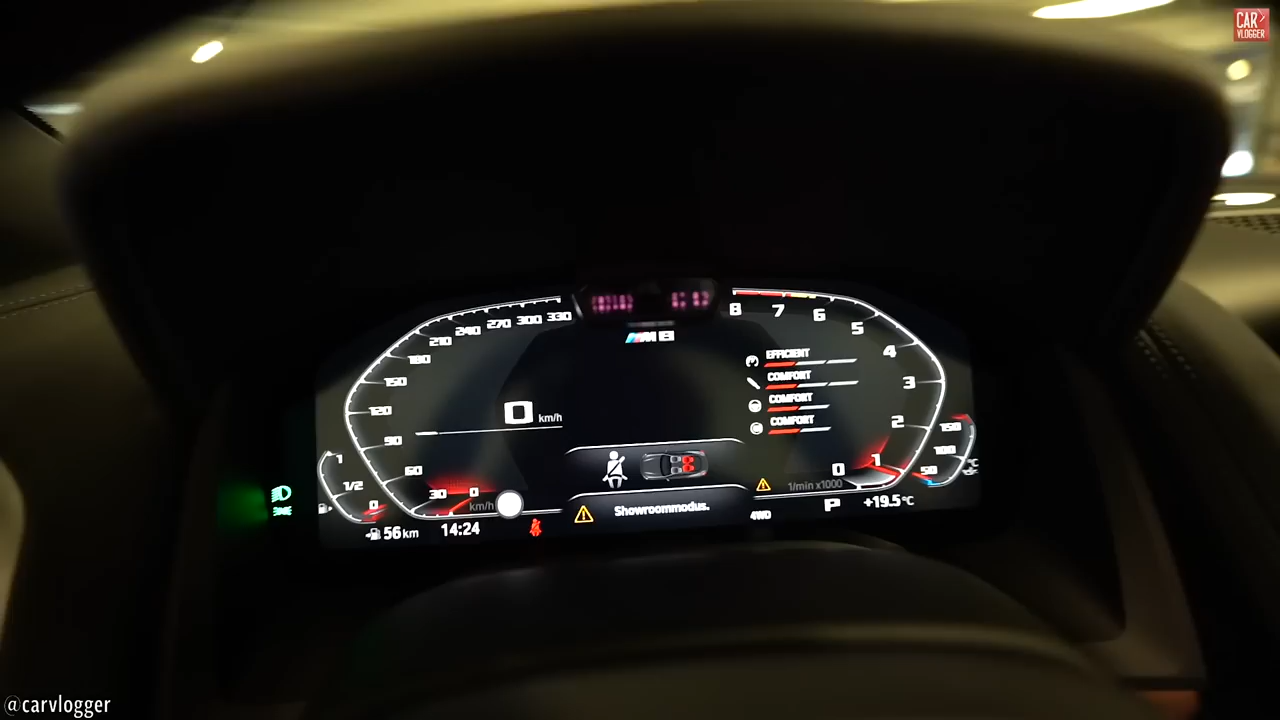 CAR
VLOGGER
M8
330
300
270
240
210
180
150
120
90
60
30
0
km/h
0 km/h
1
1/2
0
56 km
14:24
8
7
6
5
4
3
2
1
0
1/min x1000
EFFICIENT
COMFORT
COMFORT
COMFORT
Showroommodus.
4WD
P
+19.5°C
150
100
50
°C
@carvlogger